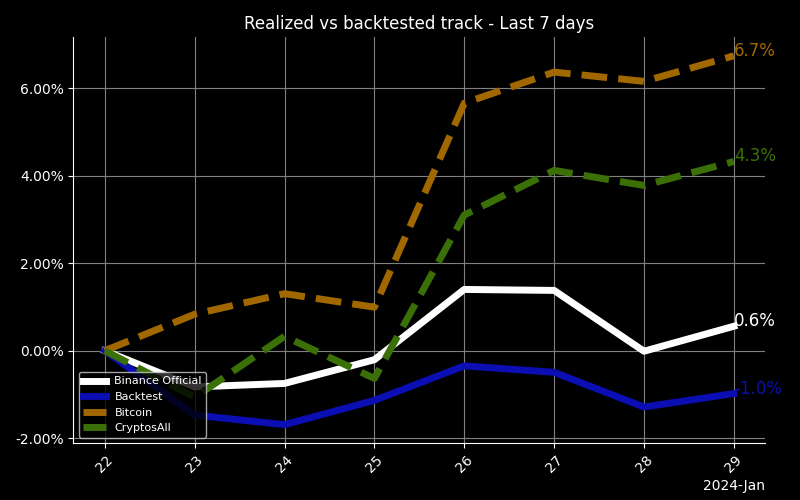 Realized vs backtested track - Last 7 days
6.7%
6.00%
4.3%
4.00%
2.00%
0.6%
0.00%
-1.0%
Binance Official
Backtest
Bitcoin
CryptosAll
-2.00%
22 23 24 25 26 27 28 29
2024-Jan